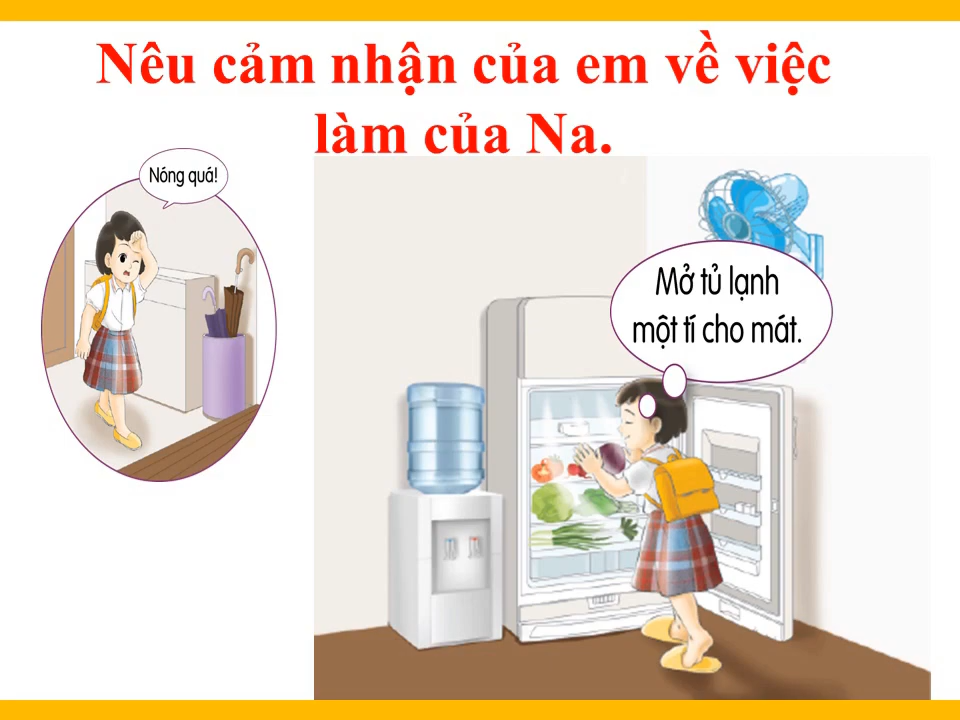 Nêu cảm nhận của em về việc
làm của Na.
Nóng quá!
Mở tủ lạnh
một tí cho mát.